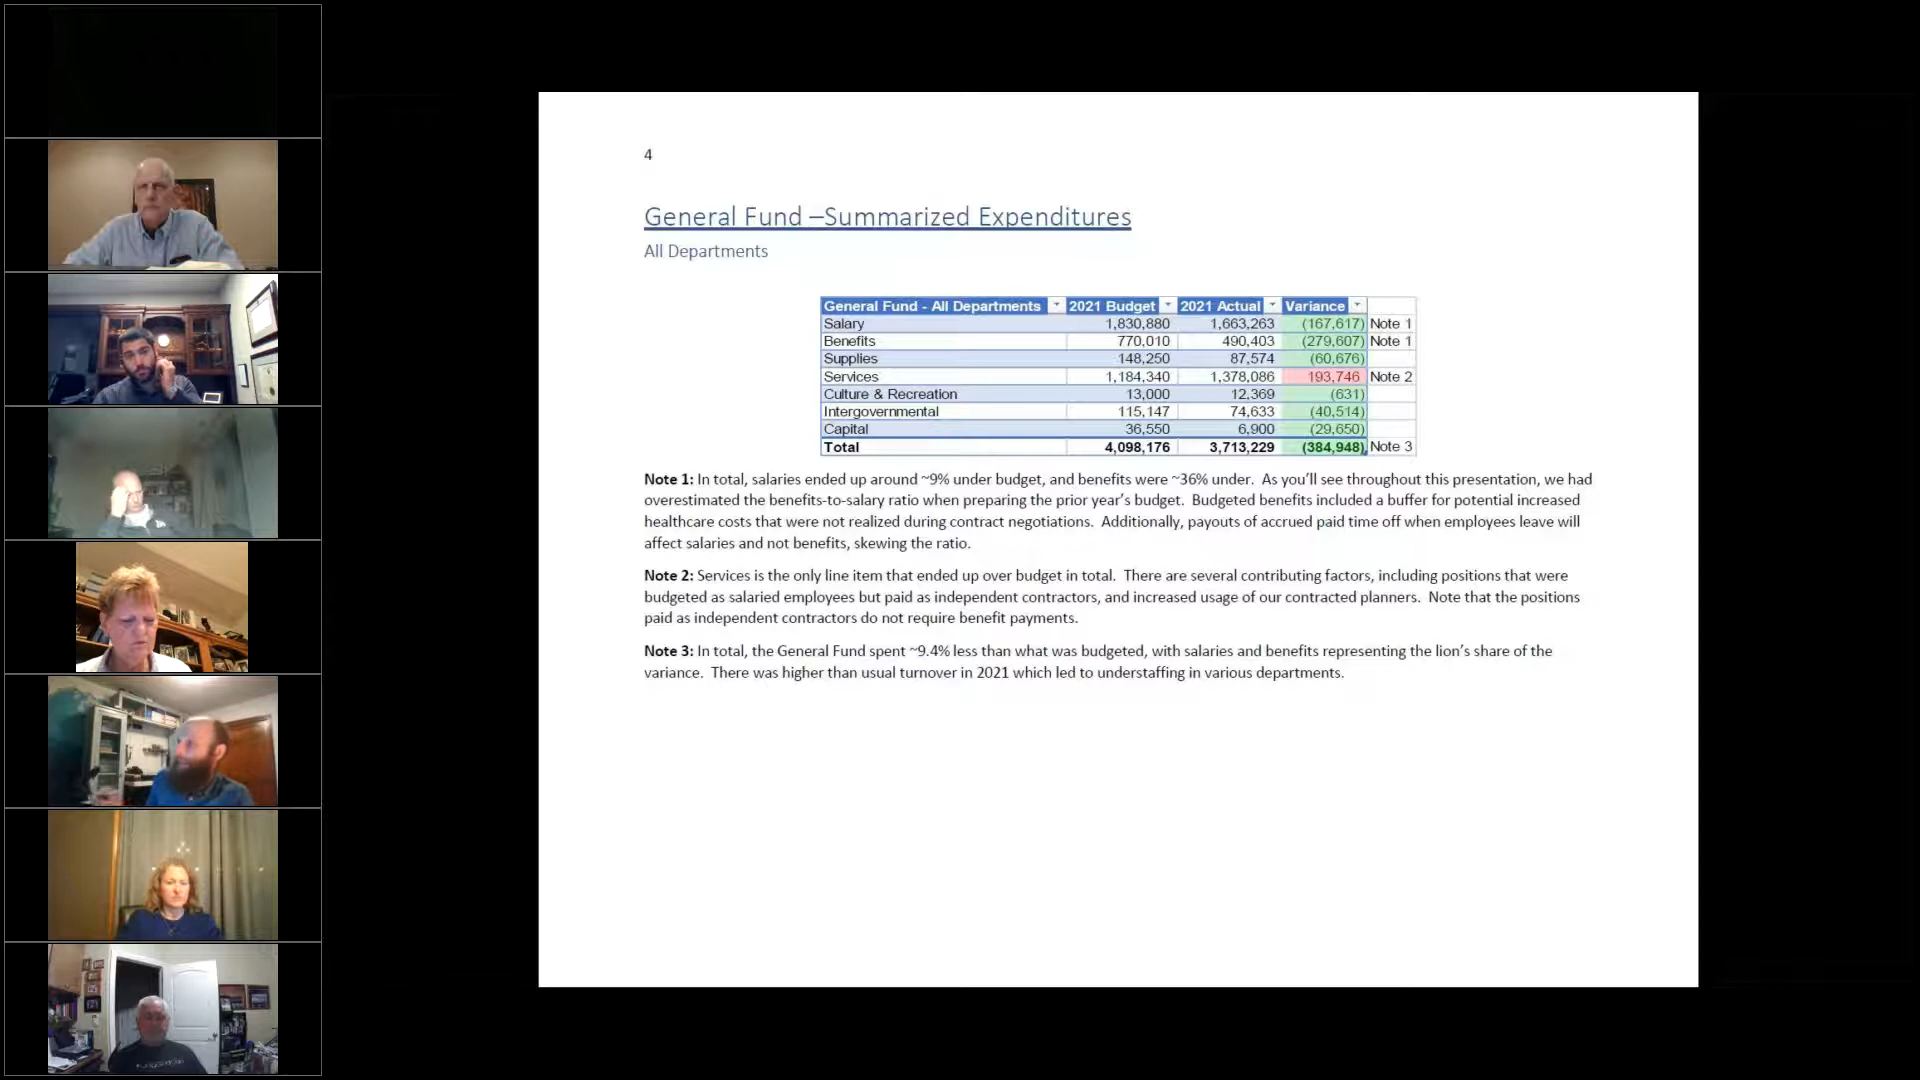 4
General Fund –Summarized Expenditures
All Departments
General Fund - All Departments 2021 Budget 2021 Actual Variance
Salary 1,830,880 1,663,263 (167,617) Note 1
Benefits 770,010 490,403 (279,607) Note 1
Supplies 148,250 87,574 (60,676)
Services 1,184,340 1,378,086 193,746 Note 2
Culture & Recreation 13,000 12,369 (631)
Intergovernmental 115,147 74,633 (40,514)
Capital 36,550 6,900 (29,650)
Total 4,098,176 3,713,229 (384,948) Note 3
Note 1: In total, salaries ended up around ~9% under budget, and benefits were ~36% under. As you’ll see throughout this presentation, we had
overestimated the benefits-to-salary ratio when preparing the prior year’s budget. Budgeted benefits included a buffer for potential increased
healthcare costs that were not realized during contract negotiations. Additionally, payouts of accrued paid time off when employees leave will
affect salaries and not benefits, skewing the ratio.
Note 2: Services is the only line item that ended up over budget in total. There are several contributing factors, including positions that were
budgeted as salaried employees but paid as independent contractors, and increased usage of our contracted planners. Note that the positions
paid as independent contractors do not require benefit payments.
Note 3: In total, the General Fund spent ~9.4% less than what was budgeted, with salaries and benefits representing the lion’s share of the
variance. There was higher than usual turnover in 2021 which led to understaffing in various departments.